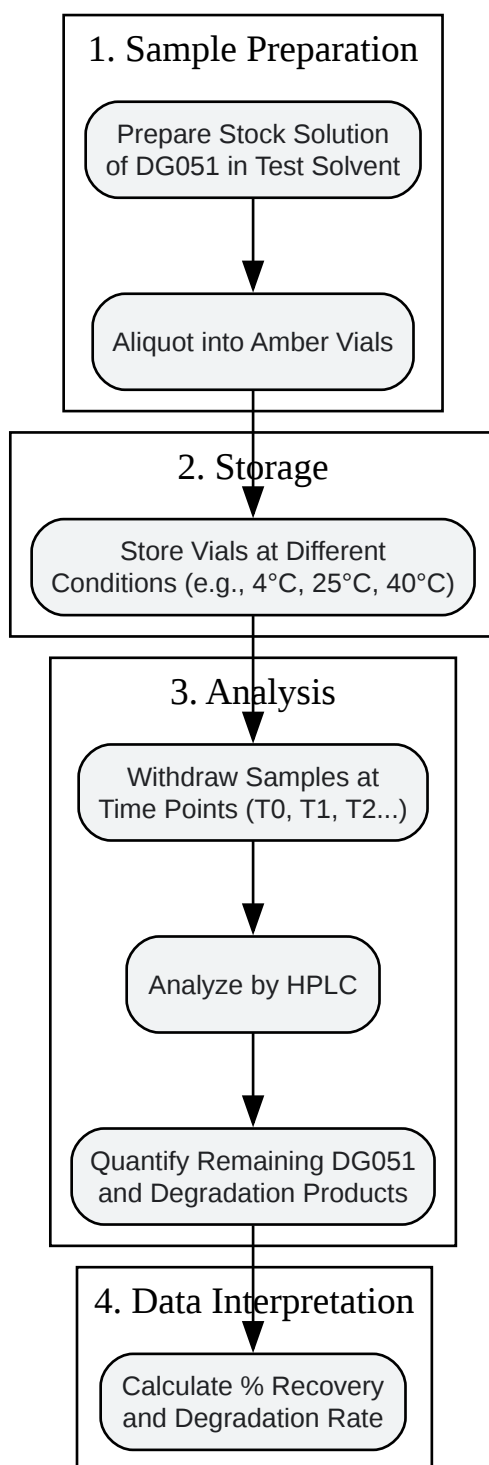 1. Sample Preparation
Prepare Stock Solution
of DG051 in Test Solvent
Aliquot into Amber Vials
2. Storage
Store Vials at Different
Conditions (e.g., 4°C, 25°C, 40°C)
3. Analysis
Withdraw Samples at
Time Points (T0, T1, T2...)
Analyze by HPLC
Quantify Remaining DG051
and Degradation Products
4. Data Interpretation
Calculate % Recovery
and Degradation Rate